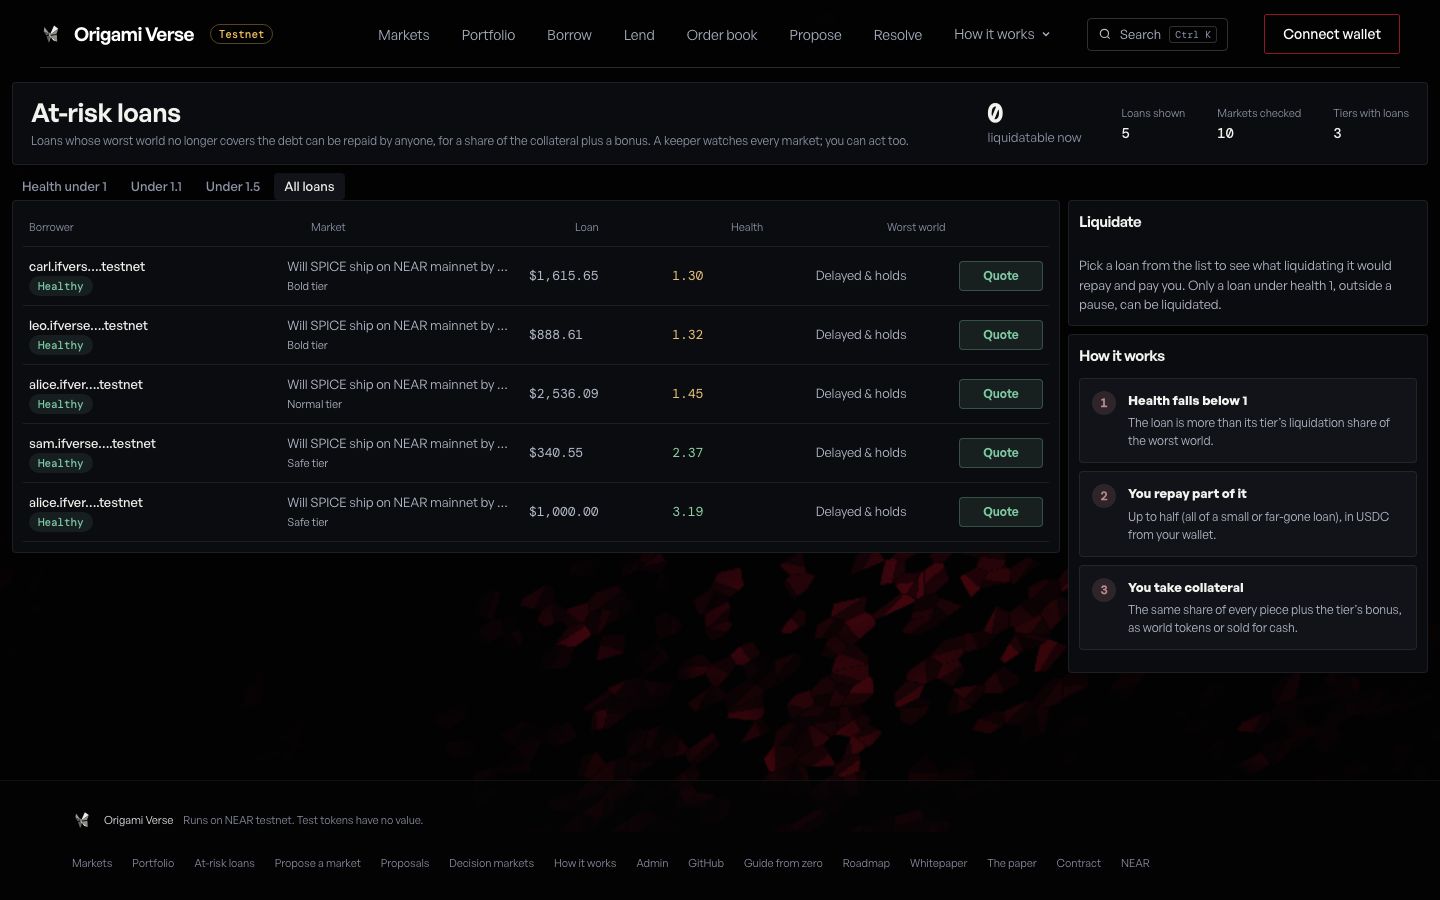 Origami Verse Testnet Markets Portfolio Borrow Lend Order book Propose Resolve How it works Search Ctrl K Connect wallet
At-risk loans
Loans whose worst world no longer covers the debt can be repaid by anyone, for a share of the collateral plus a bonus. A keeper watches every market; you can act too.
0
liquidatable now
Loans shown
5
Markets checked
10
Tiers with loans
3
Health under 1 Under 1.1 Under 1.5 All loans
Borrower Market Loan Health Worst world
carl.ifvers....testnet Will SPICE ship on NEAR mainnet by ... $1,615.65 1.30 Delayed & holds Quote
Healthy Bold tier
leo.ifverse....testnet Will SPICE ship on NEAR mainnet by ... $888.61 1.32 Delayed & holds Quote
Healthy Bold tier
alice.ifver....testnet Will SPICE ship on NEAR mainnet by ... $2,536.09 1.45 Delayed & holds Quote
Healthy Normal tier
sam.ifverse....testnet Will SPICE ship on NEAR mainnet by ... $340.55 2.37 Delayed & holds Quote
Healthy Safe tier
alice.ifver....testnet Will SPICE ship on NEAR mainnet by ... $1,000.00 3.19 Delayed & holds Quote
Healthy Safe tier
Liquidate
Pick a loan from the list to see what liquidating it would
repay and pay you. Only a loan under health 1, outside a
pause, can be liquidated.
How it works
1 Health falls below 1
The loan is more than its tier's liquidation share of
the worst world.
2 You repay part of it
Up to half (all of a small or far-gone loan), in USDC
from your wallet.
3 You take collateral
The same share of every piece plus the tier's bonus,
as world tokens or sold for cash.
Origami Verse Runs on NEAR testnet. Test tokens have no value.
Markets Portfolio At-risk loans Propose a market Proposals Decision markets How it works Admin GitHub Guide from zero Roadmap Whitepaper The paper Contract NEAR